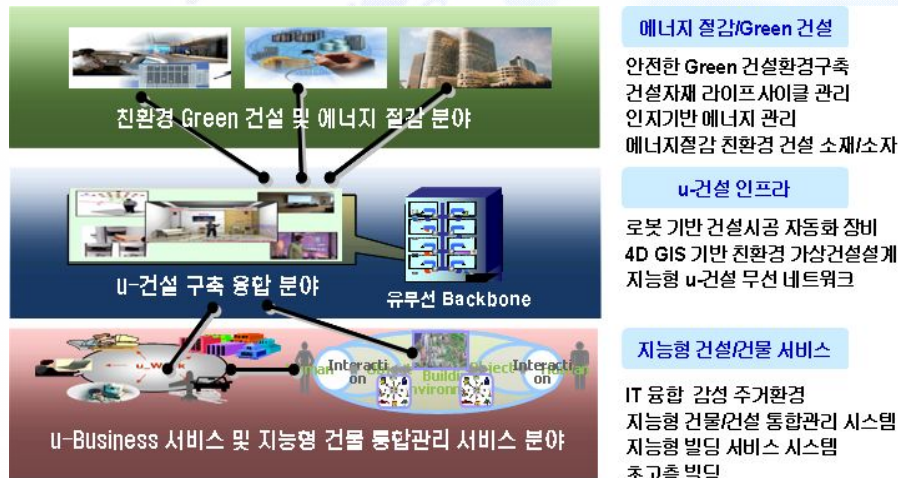 친환경 Green 건설 및 에너지 절감 분야
에너지 절감/Green 건설
안전한 Green 건설환경구축
건설자재 라이프사이클 관리
인지기반 에너지 관리
에너지절감 친환경 건설 소재/소자
u-건설 구축 융합 분야
유무선 Backbone
u-건설 인프라
로봇 기반 건설시공 자동화 장비
4D GIS 기반 친환경 가상건설설계
지능형 u-건설 무선 네트워크
Interacti
on
Interacti
on
u-Business 서비스 및 지능형 건물 통합관리 서비스 분야
지능형 건설/건물 서비스
IT 융합 감성 주거환경
지능형 건물/건설 통합관리 시스템
지능형 빌딩 서비스 시스템
초고층 빌딩